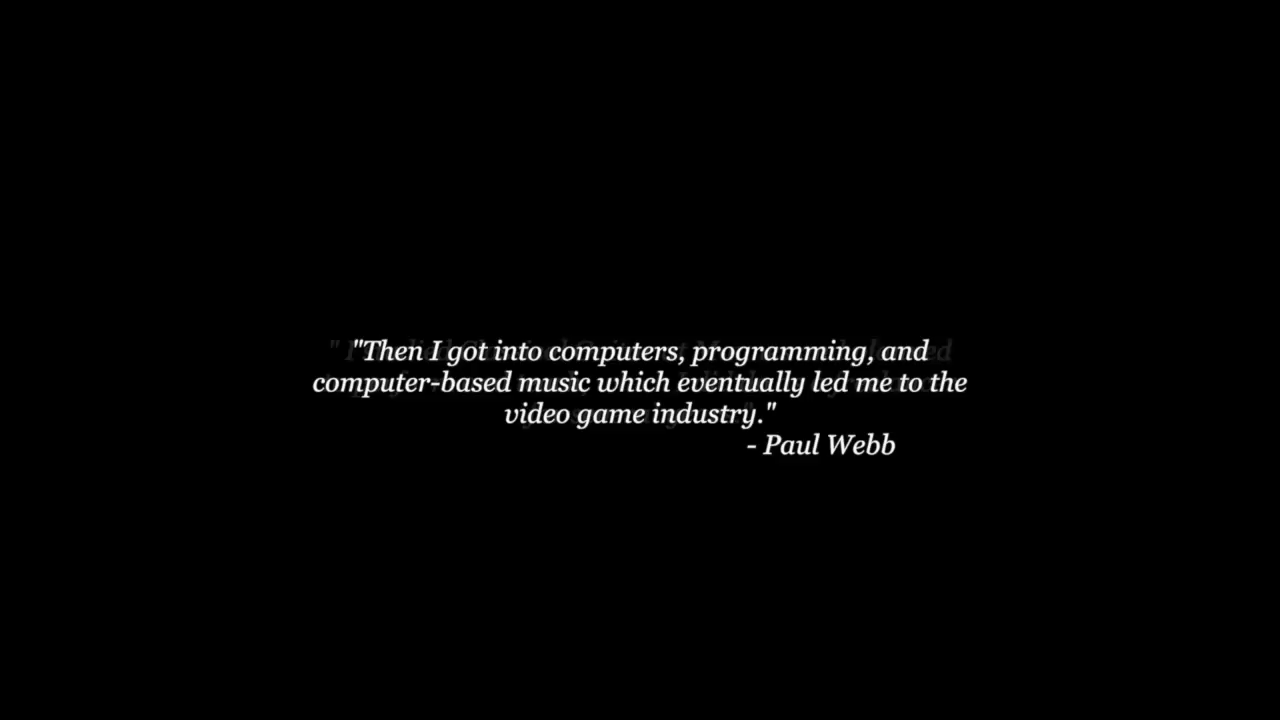 "Then I got into computers, programming, and
computer-based music which eventually led me to the
video game industry."
- Paul Webb